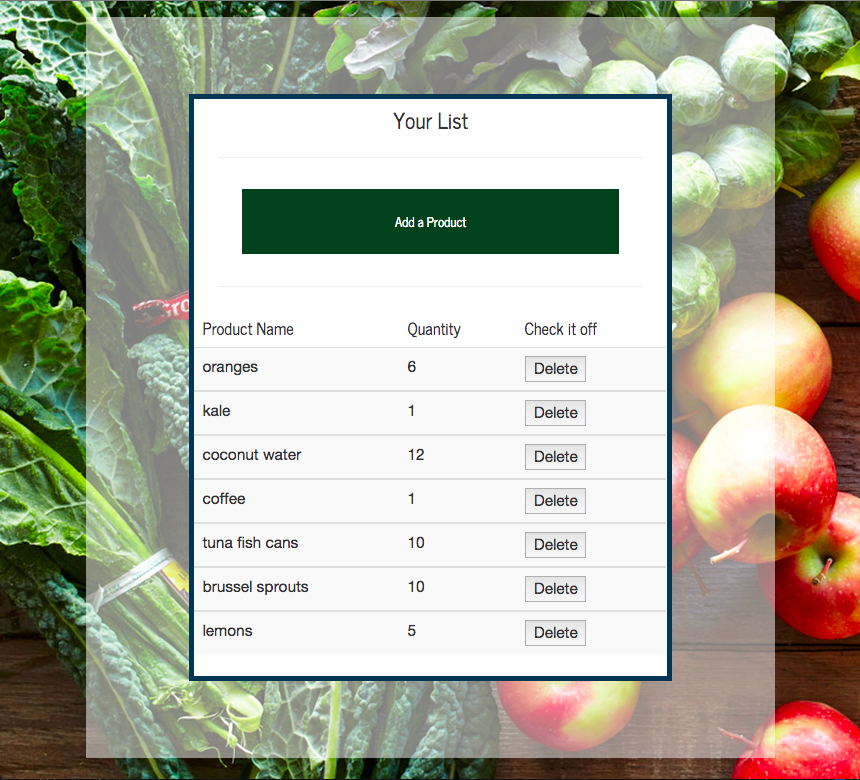 Your List
Add a Product
Product Name Quantity Check it off
oranges 6 Delete
kale 1 Delete
coconut water 12 Delete
coffee 1 Delete
tuna fish cans 10 Delete
brussel sprouts 10 Delete
lemons 5 Delete